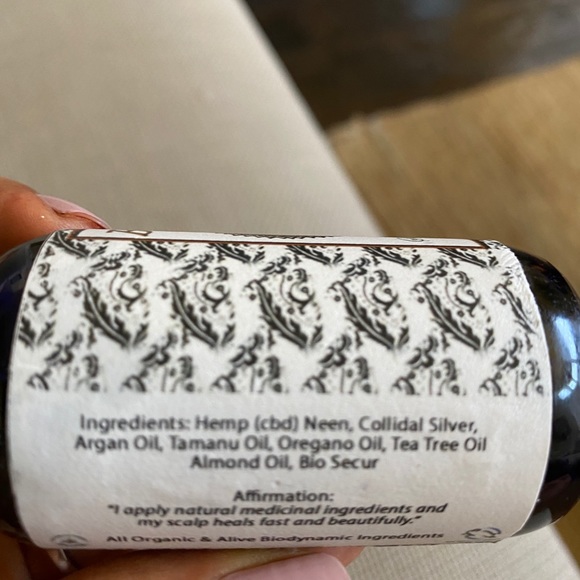 Ingredients: Hemp (cbd) Neen, Collidal Silver,
Argan Oil, Tamanu Oil, Oregano Oil, Tea Tree Oil
Almond Oil, Bio Secur
Affirmation:
"I apply natural medicinal ingredients and
my scalp heals fast and beautifully."
All Organic & Alive Biodynamic Ingredients